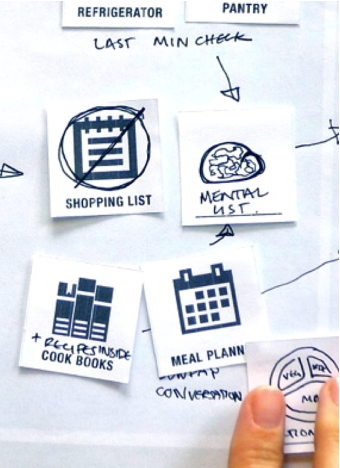 REFRIGERATOR
PANTRY
LAST MIN CHECK
SHOPPING LIST
MENTAL
LIST.
+ RECIPES INSIDE
COOK BOOKS
MEAL PLANN
CONVERSATION